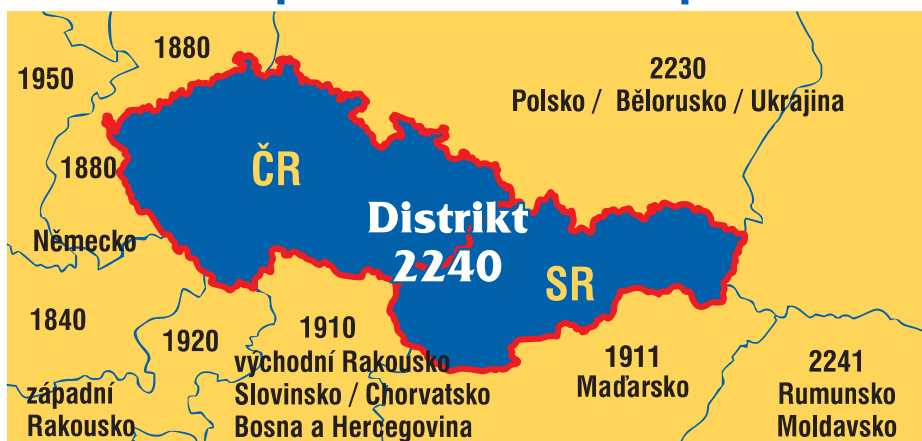 1880
1950
2230
Polsko / Bělorusko / Ukrajina
1880
ČR
Distrikt
2240
Německo
SR
1840
1920
1910
východní Rakousko
Slovinsko / Chorvatsko
Bosna a Hercegovina
západní
Rakousko
1911
Maďarsko
2241
Rumunsko
Moldavsko